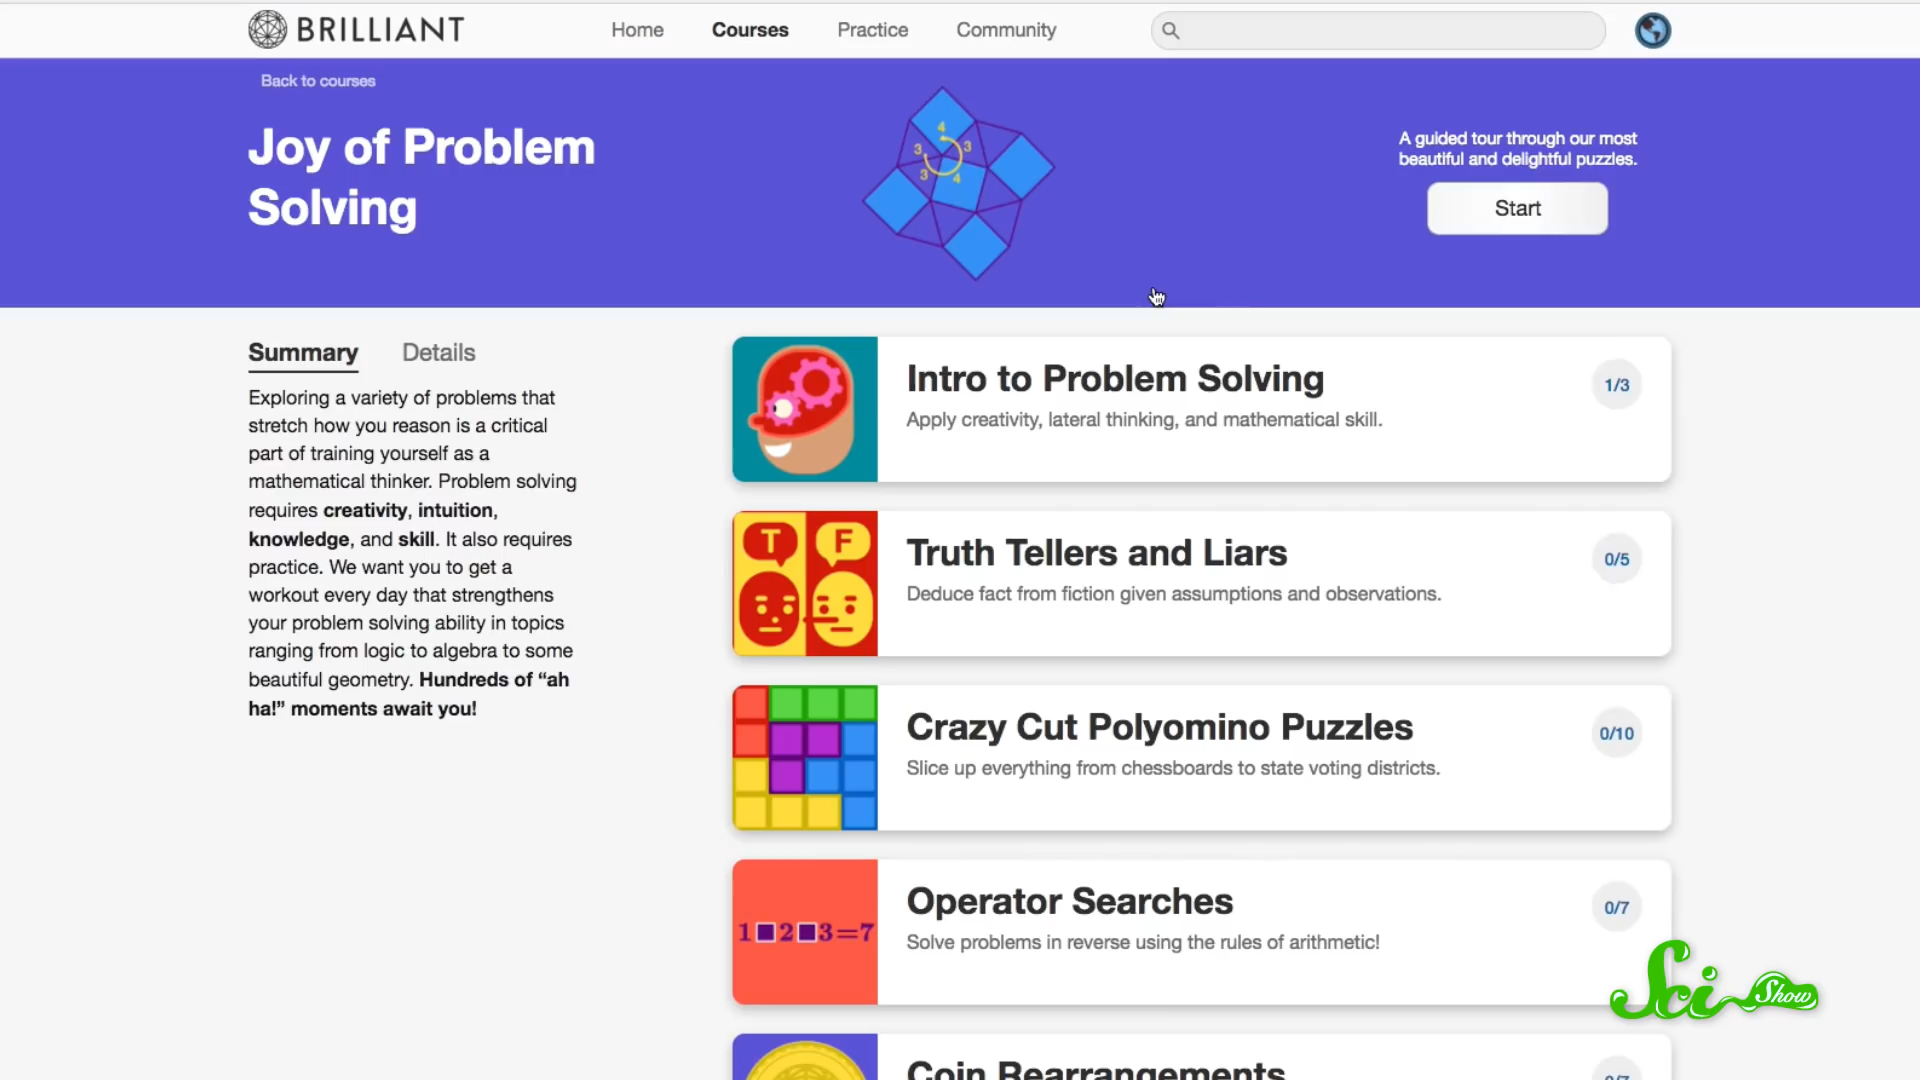 BRILLIANT
Home
Courses
Practice
Community
Back to courses
Joy of Problem
Solving
4
3
3
3
4
A guided tour through our most
beautiful and delightful puzzles.
Start
Summary
Details
Exploring a variety of problems that
stretch how you reason is a critical
part of training yourself as a
mathematical thinker. Problem solving
requires creativity, intuition,
knowledge, and skill. It also requires
practice. We want you to get a
workout every day that strengthens
your problem solving ability in topics
ranging from logic to algebra to some
beautiful geometry. Hundreds of “ah
ha!” moments await you!
Intro to Problem Solving
Apply creativity, lateral thinking, and mathematical skill.
1/3
T
F
Truth Tellers and Liars
Deduce fact from fiction given assumptions and observations.
0/5
Crazy Cut Polyomino Puzzles
Slice up everything from chessboards to state voting districts.
0/10
1■2■3=7
Operator Searches
Solve problems in reverse using the rules of arithmetic!
0/7
Coin Rearrangements
Sci Show